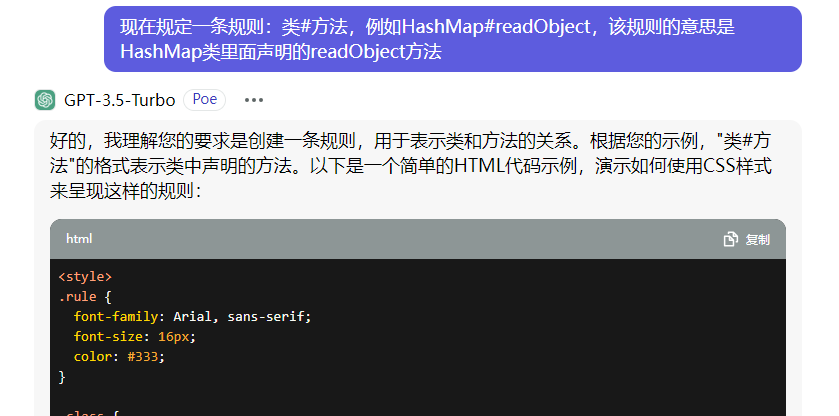 现在规定一条规则：类#方法，例如HashMap#readObject，该规则的意思是
HashMap类里面声明的readObject方法
GPT-3.5-Turbo Poe
好的，我理解您的要求是创建一条规则，用于表示类和方法的关系。根据您的示例，"类#方
法"的格式表示类中声明的方法。以下是一个简单的HTML代码示例，演示如何使用CSS样式
来呈现这样的规则：
html 复制
<style>
.rule {
font-family: Arial, sans-serif;
font-size: 16px;
color: #333;
}
.class {